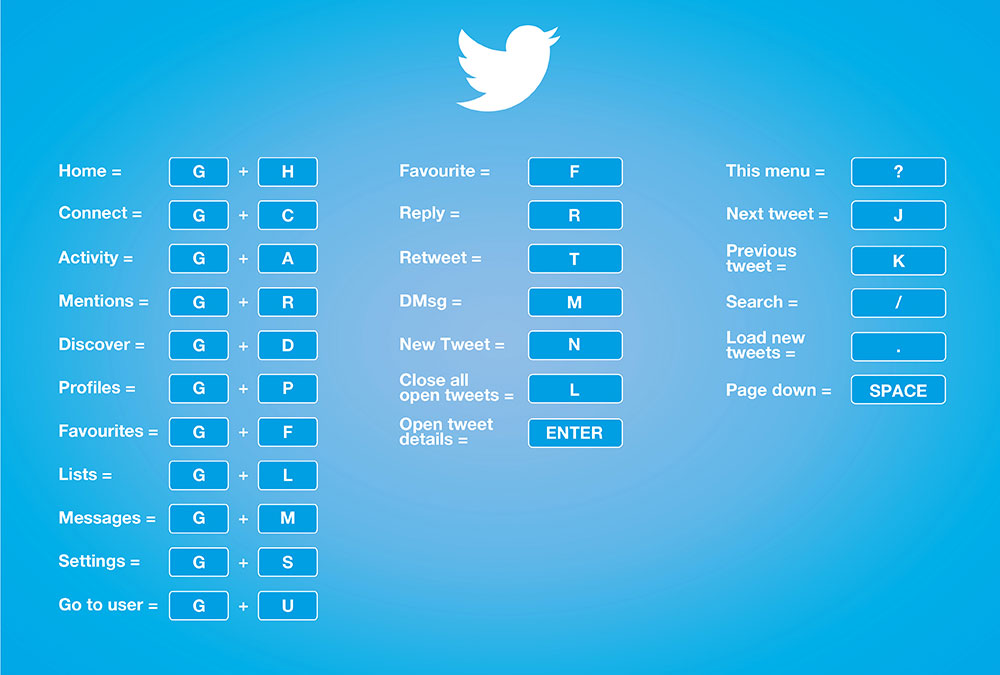 Home = G + H
Connect = G + C
Activity = G + A
Mentions = G + R
Discover = G + D
Profiles = G + P
Favourites = G + F
Lists = G + L
Messages = G + M
Settings = G + S
Go to user = G + U
Favourite = F
Reply = R
Retweet = T
DMsg = M
New Tweet = N
Close all
open tweets = L
Open tweet
details = ENTER
This menu = ?
Next tweet = J
Previous
tweet = K
Search = /
Load new
tweets = .
Page down = SPACE